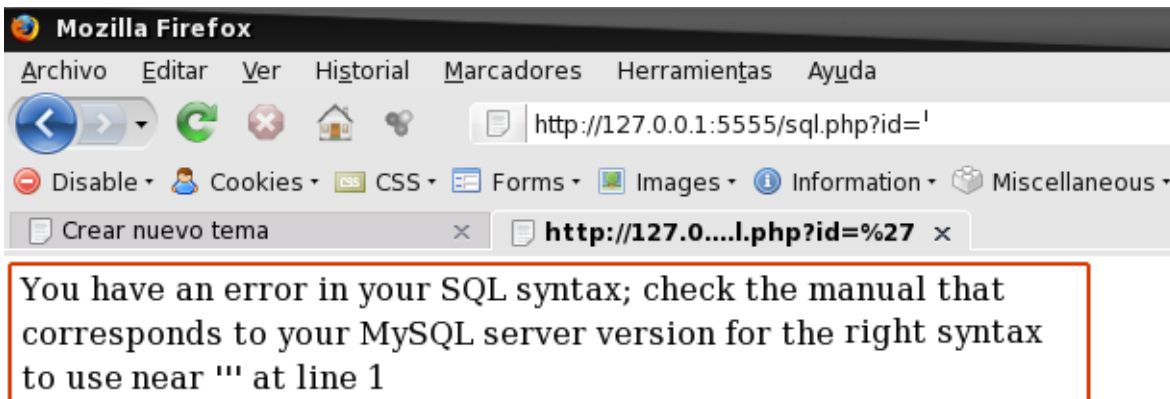 Mozilla Firefox
Archivo Editar Ver Historial Marcadores Herramientas Ayuda
http://127.0.0.1:5555/sql.php?id='
Disable Cookies CSS CSS Forms Images Information Miscellaneous
Crear nuevo tema × http://127.0....l.php?id=%27 ×
You have an error in your SQL syntax; check the manual that
corresponds to your MySQL server version for the right syntax
to use near ''' at line 1